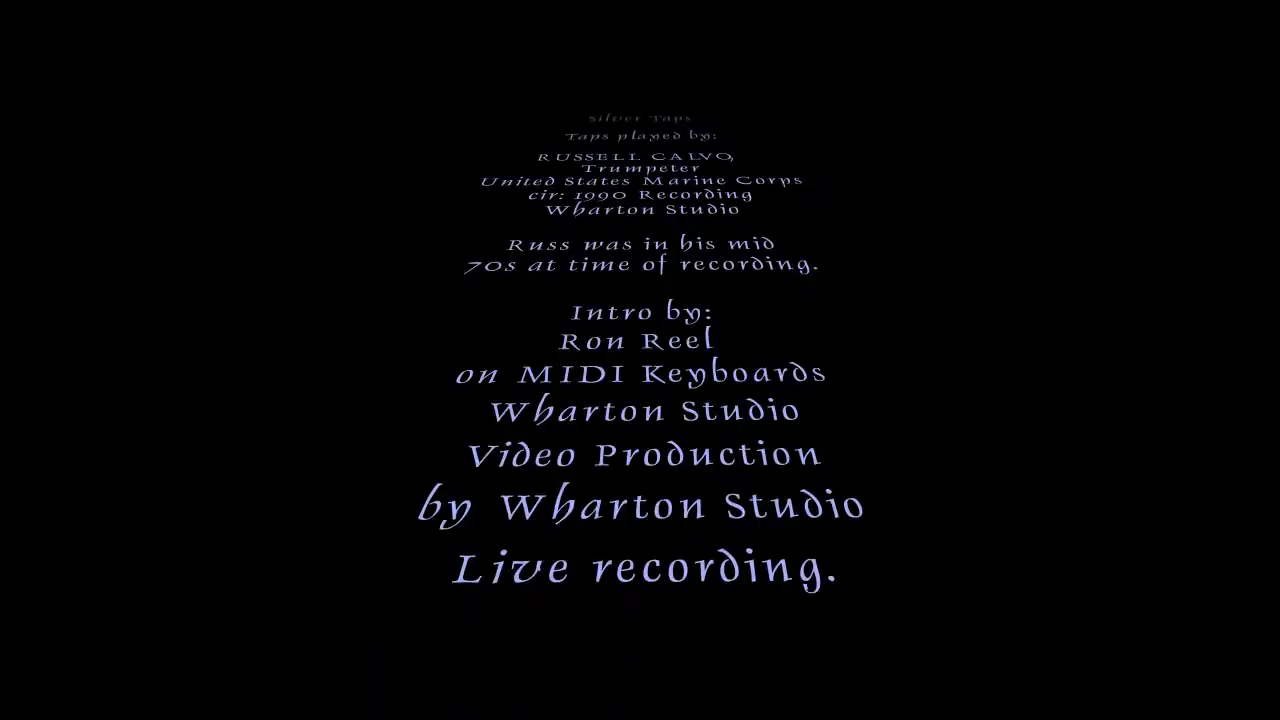 Silver Taps
Taps played by:
RUSSELL CALVO,
Trumpeter
United States Marine Corps
cir: 1990 Recording
Wharton Studio
Russ was in his mid
70s at time of recording.
Intro by:
Ron Reel
on MIDI Keyboards
Wharton Studio
Video Production
by Wharton Studio
Live recording.